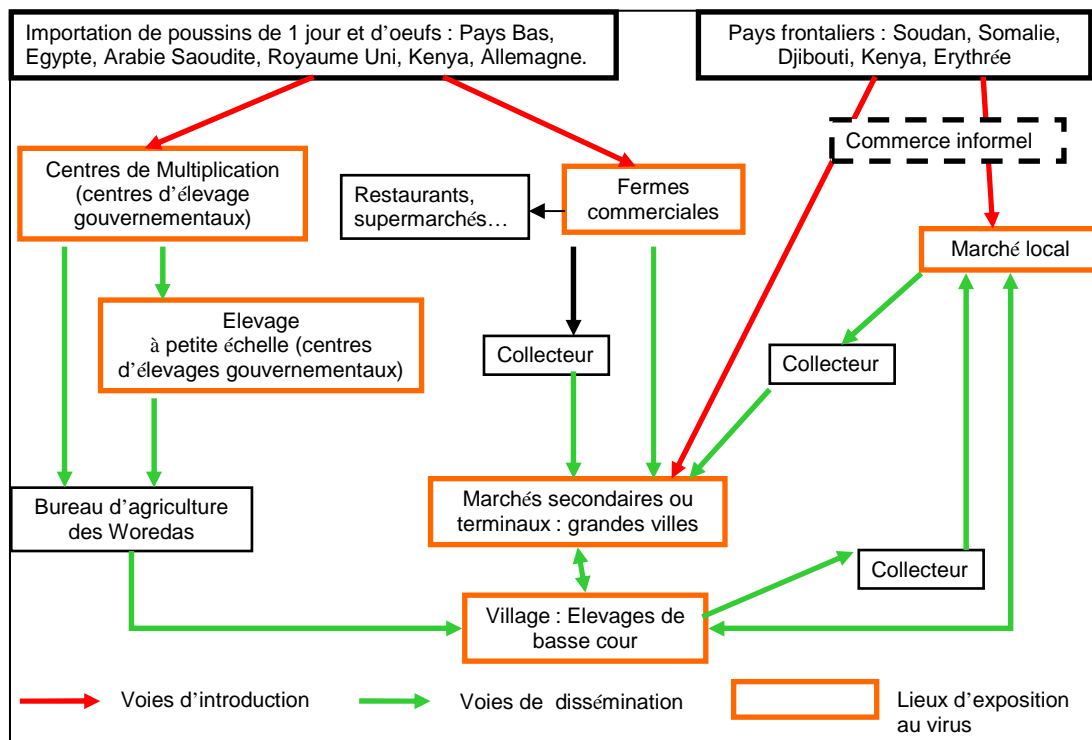 Importation de poussins de 1 jour et d'oeufs : Pays Bas,
Egypte, Arabie Saoudite, Royaume Uni, Kenya, Allemagne.
Pays frontaliers : Soudan, Somalie,
Djibouti, Kenya, Erythrée
Commerce informel
Centres de Multiplication
(centres d'élevage
gouvernementaux)
Restaurants,
supermarchés…
Fermes
commerciales
Marché local
Elevage
à petite échelle (centres
d'élevages gouvernementaux)
Collecteur
Collecteur
Bureau d'agriculture
des Woredas
Marchés secondaires ou
terminaux : grandes villes
Collecteur
Village : Elevages de
basse cour
Voies d'introduction
Voies de dissémination
Lieux d'exposition
au virus